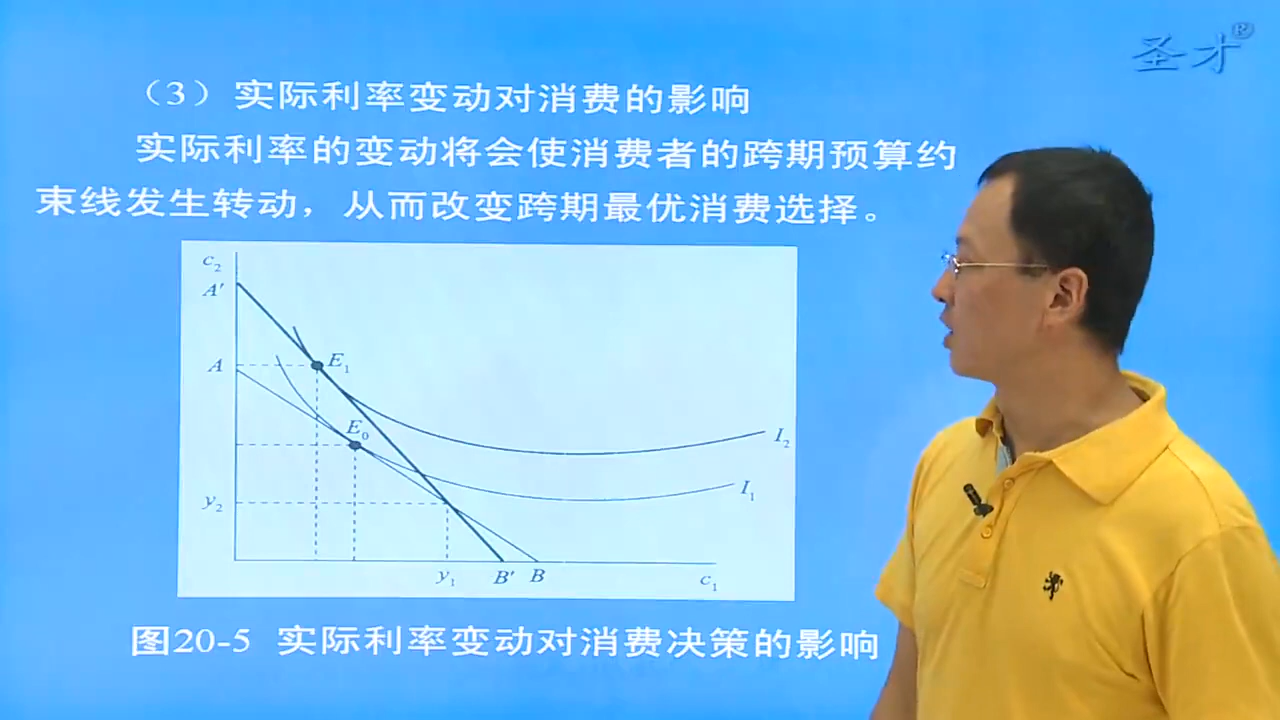 圣才®
（3）实际利率变动对消费的影响
实际利率的变动将会使消费者的跨期预算约
束线发生转动，从而改变跨期最优消费选择。
c₂
A′
A
E₁
E₀
I₂
I₁
y₂
y₁
B′
B
c₁
图20-5 实际利率变动对消费决策的影响